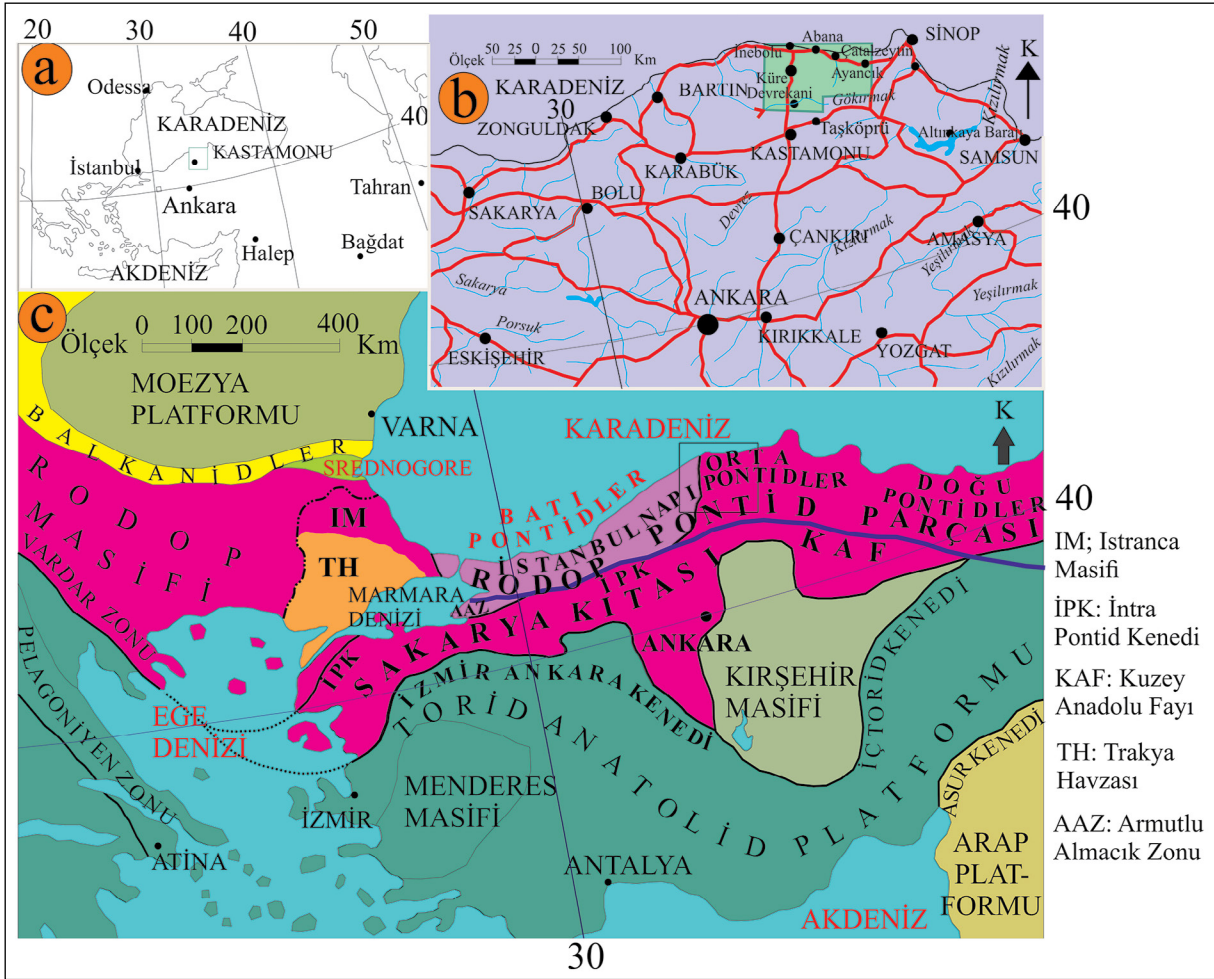 20
30
40
50
a
Odessa
40
KARADENİZ
KASTAMONU
İstanbul
Ankara
Tahran
Halep
Bağdat
AKDENİZ
b
Ölçek
50 25 0 25 50 100
Km
KARADENİZ
30
İnebolu
Abana
Çatalzeytin
SİNOP
K
Küre
Ayancık
Devrekani
Gökırmak
Kızılırmak
BARTIN
ZONGULDAK
Taşköprü
Altınkaya Barajı
KASTAMONU
SAMSUN
KARABÜK
BOLU
SAKARYA
Devrez
ÇANKIRI
Kızılırmak
AMASYA
Yeşilırmak
40
Sakarya
ANKARA
Yeşilırmak
Porsuk
KIRIKKALE
YOZGAT
ESKİŞEHİR
Kızılırmak
c
0 100 200 400
Ölçek
Km
MOEZYA
PLATFORMU
BALKANİDLER
VARNA
SREDNOGORE
KARADENİZ
K
RODOP
MASİFİ
IM
TH
BATI
PONTİDLER
İSTANBUL NAPI
ORTA
PONTİDLER
DOĞU
PONTİDLER
RODOP PONTİD PARÇASI
40
VARDAR ZONU
MARMARA
DENİZİ
AAZ
İPK
KAF
İPK
SAKARYA KITASI
ANKARA
PELAGONİYEN ZONU
EGE
DENİZİ
İZMİR ANKARA KENEDİ
KIRŞEHİR
MASİFİ
İÇTORİD KENEDİ
TORİD ANATOLİD PLATFORMU
MENDERES
MASİFİ
İZMİR
ATİNA
ANTALYA
ASUR KENEDİ
ARAP
PLAT-
FORMU
AKDENİZ
30
IM; Istranca
Masifi
İPK: İntra
Pontid Kenedi
KAF: Kuzey
Anadolu Fayı
TH: Trakya
Havzası
AAZ: Armutlu
Almacık Zonu